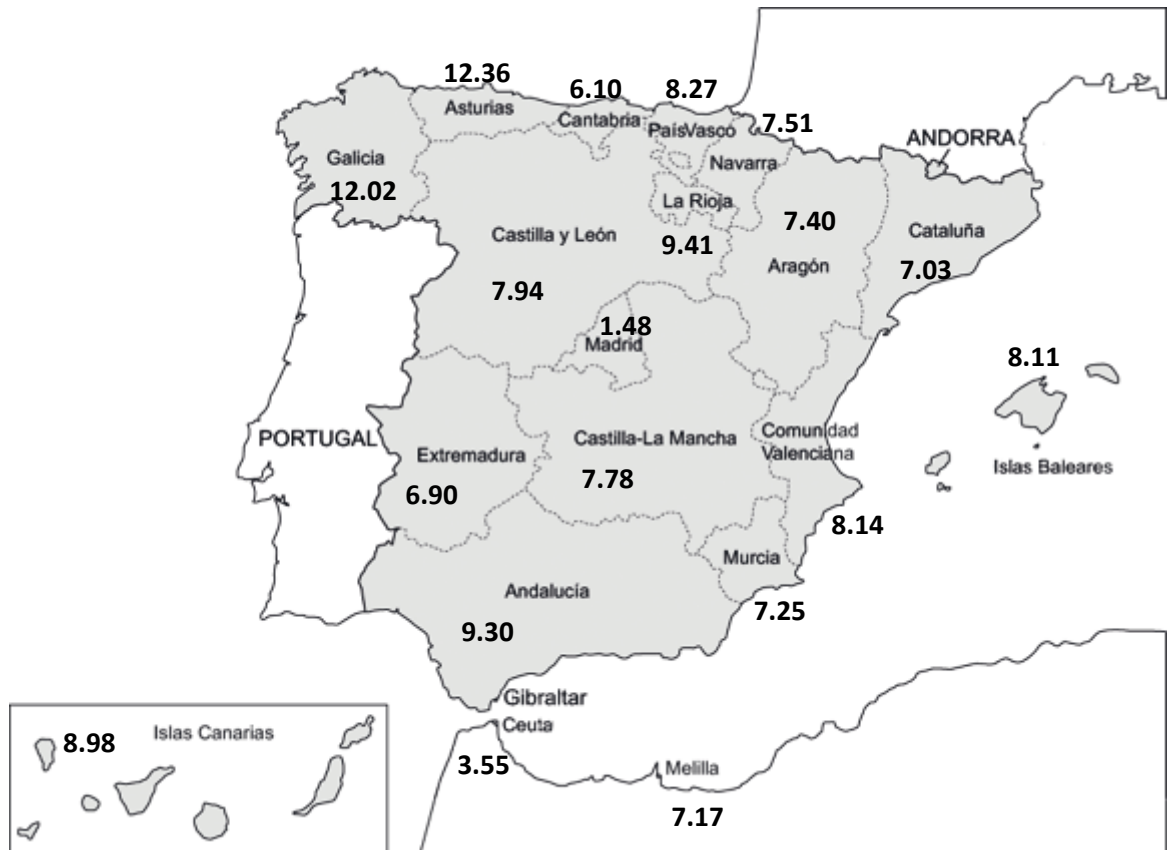 12.36
6.10
8.27
Asturias
Cantabria
PaísVasco
7.51
ANDORRA
Galicia
Navarra
12.02
La Rioja
7.40
Castilla y León
9.41
Cataluña
Aragón
7.03
7.94
1.48
Madrid
8.11
PORTUGAL
Castilla-La Mancha
Comunidad
Valenciana
Extremadura
Islas Baleares
7.78
6.90
8.14
Murcia
Andalucía
7.25
9.30
Gibraltar
Ceuta
Islas Canarias
8.98
3.55
Melilla
7.17